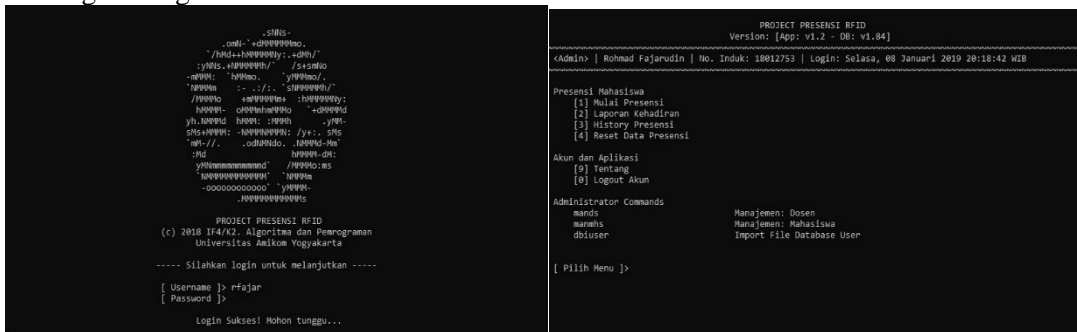 PROJECT PRESENSI RFID
(c) 2018 IF4/K2. Algoritma dan Pemrograman
Universitas Amikom Yogyakarta
----- Silahkan login untuk melanjutkan -----
[ Username ]> rfajar
[ Password ]>
Login Sukses! Mohon tunggu...
PROJECT PRESENSI RFID
Version: [App: v1.2 - DB: v1.84]
<Admin> | Rohmad Fajarudin | No. Induk: 18012753 | Login: Selasa, 08 Januari 2019 20:18:42 WIB
Presensi Mahasiswa
[1] Mulai Presensi
[2] Laporan Kehadiran
[3] History Presensi
[4] Reset Data Presensi
Akun dan Aplikasi
[9] Tentang
[0] Logout Akun
Administrator Commands
mands Manajemen: Dosen
manmhs Manajemen: Mahasiswa
dbiuser Import File Database User
[ Pilih Menu ]>